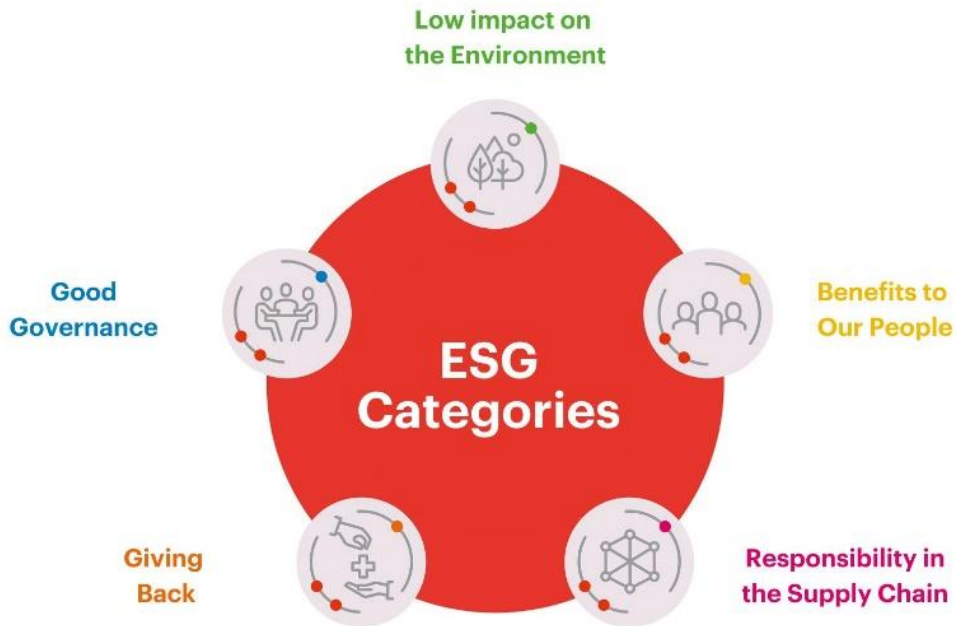 Low impact on
the Environment
Good
Governance
Benefits to
Our People
ESG
Categories
Giving
Back
Responsibility in
the Supply Chain